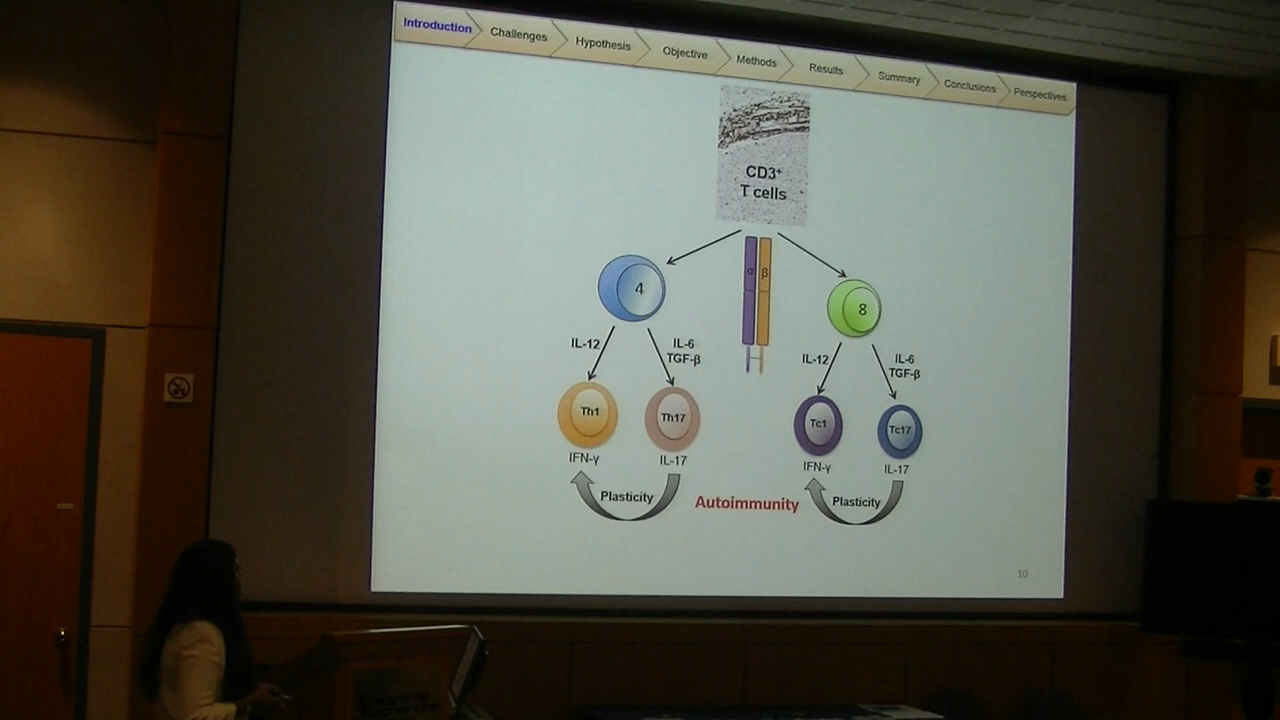 Introduction
Challenges
Hypothesis
Objective
Methods
Results
Summary
Conclusions
Perspectives
CD3⁺
T cells
α
β
4
8
IL-12
IL-6
TGF-β
IL-12
IL-6
TGF-β
Th1
Th17
Tc1
Tc17
IFN-γ
IL-17
IFN-γ
IL-17
Plasticity
Autoimmunity
Plasticity
10